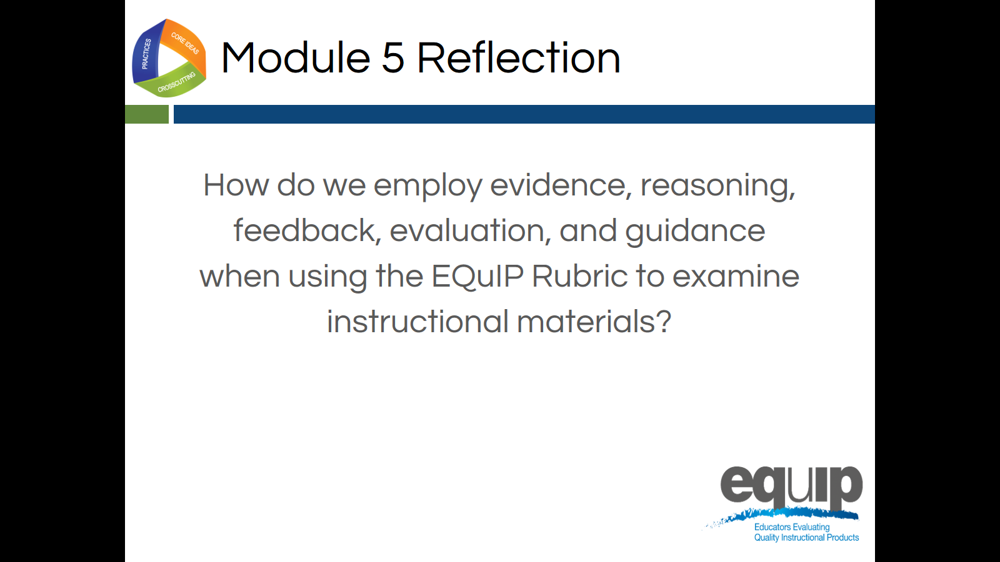 PRACTICES
CORE IDEAS
CROSSCUTTING
Module 5 Reflection
How do we employ evidence, reasoning,
feedback, evaluation, and guidance
when using the EQuIP Rubric to examine
instructional materials?
equip
Educators Evaluating
Quality Instructional Products